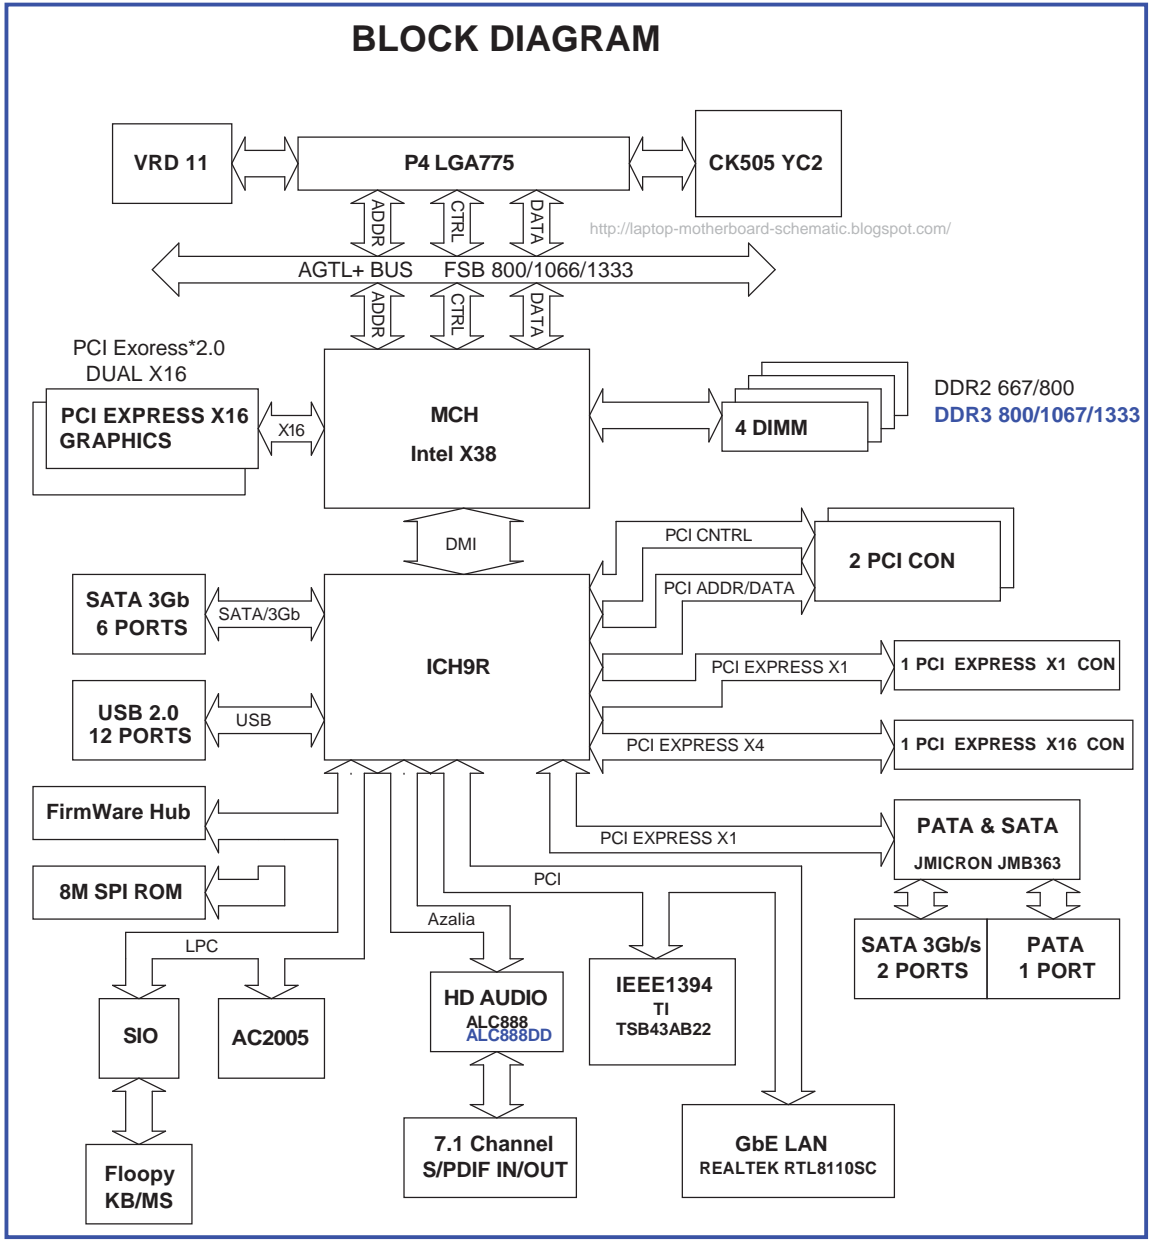 BLOCK DIAGRAM
VRD 11
P4 LGA775
CK505 YC2
ADDR
CTRL
DATA
http://laptop-motherboard-schematic.blogspot.com/
AGTL+ BUS FSB 800/1066/1333
ADDR
CTRL
DATA
PCI Exoress*2.0
DUAL X16
PCI EXPRESS X16
GRAPHICS
X16
MCH
Intel X38
4 DIMM
DDR2 667/800
DDR3 800/1067/1333
DMI
PCI CNTRL
PCI ADDR/DATA
2 PCI CON
SATA 3Gb
6 PORTS
SATA/3Gb
ICH9R
PCI EXPRESS X1
1 PCI EXPRESS X1 CON
USB 2.0
12 PORTS
USB
PCI EXPRESS X4
1 PCI EXPRESS X16 CON
FirmWare Hub
PCI EXPRESS X1
PATA & SATA
JMICRON JMB363
8M SPI ROM
PCI
Azalia
LPC
SATA 3Gb/s
2 PORTS
PATA
1 PORT
SIO
AC2005
HD AUDIO
ALC888
ALC888DD
IEEE1394
TI
TSB43AB22
Floopy
KB/MS
7.1 Channel
S/PDIF IN/OUT
GbE LAN
REALTEK RTL8110SC